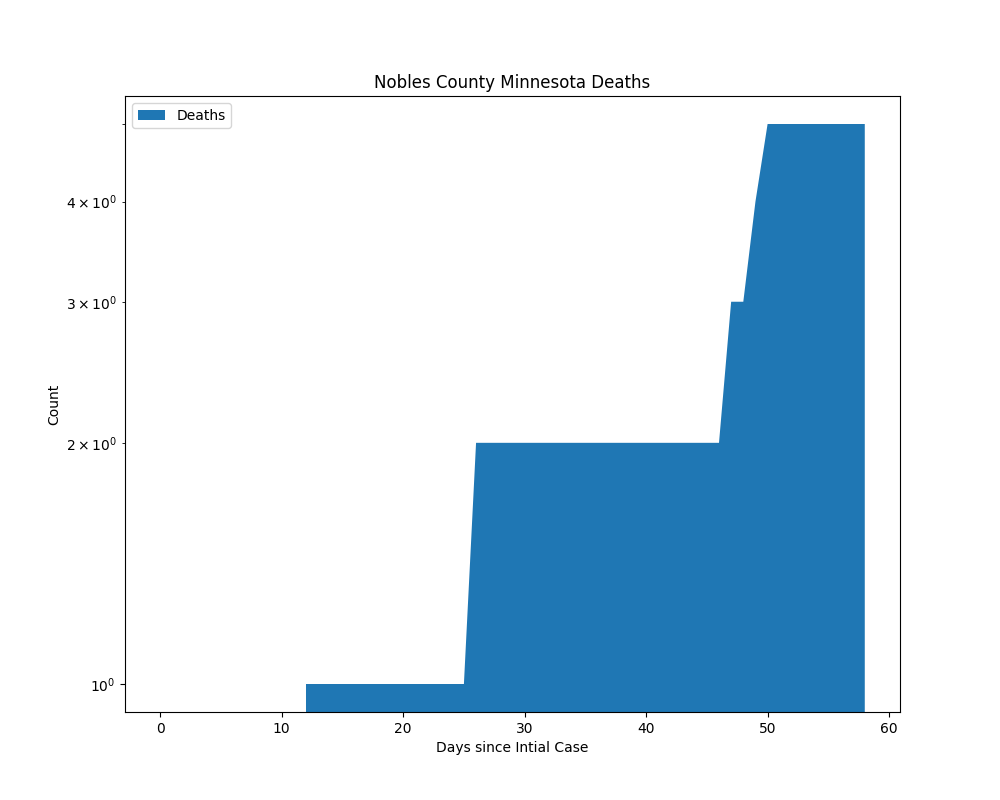 Nobles County Minnesota Deaths
Deaths
4 × 10⁰
3 × 10⁰
2 × 10⁰
10⁰
Count
0 10 20 30 40 50 60
Days since Intial Case